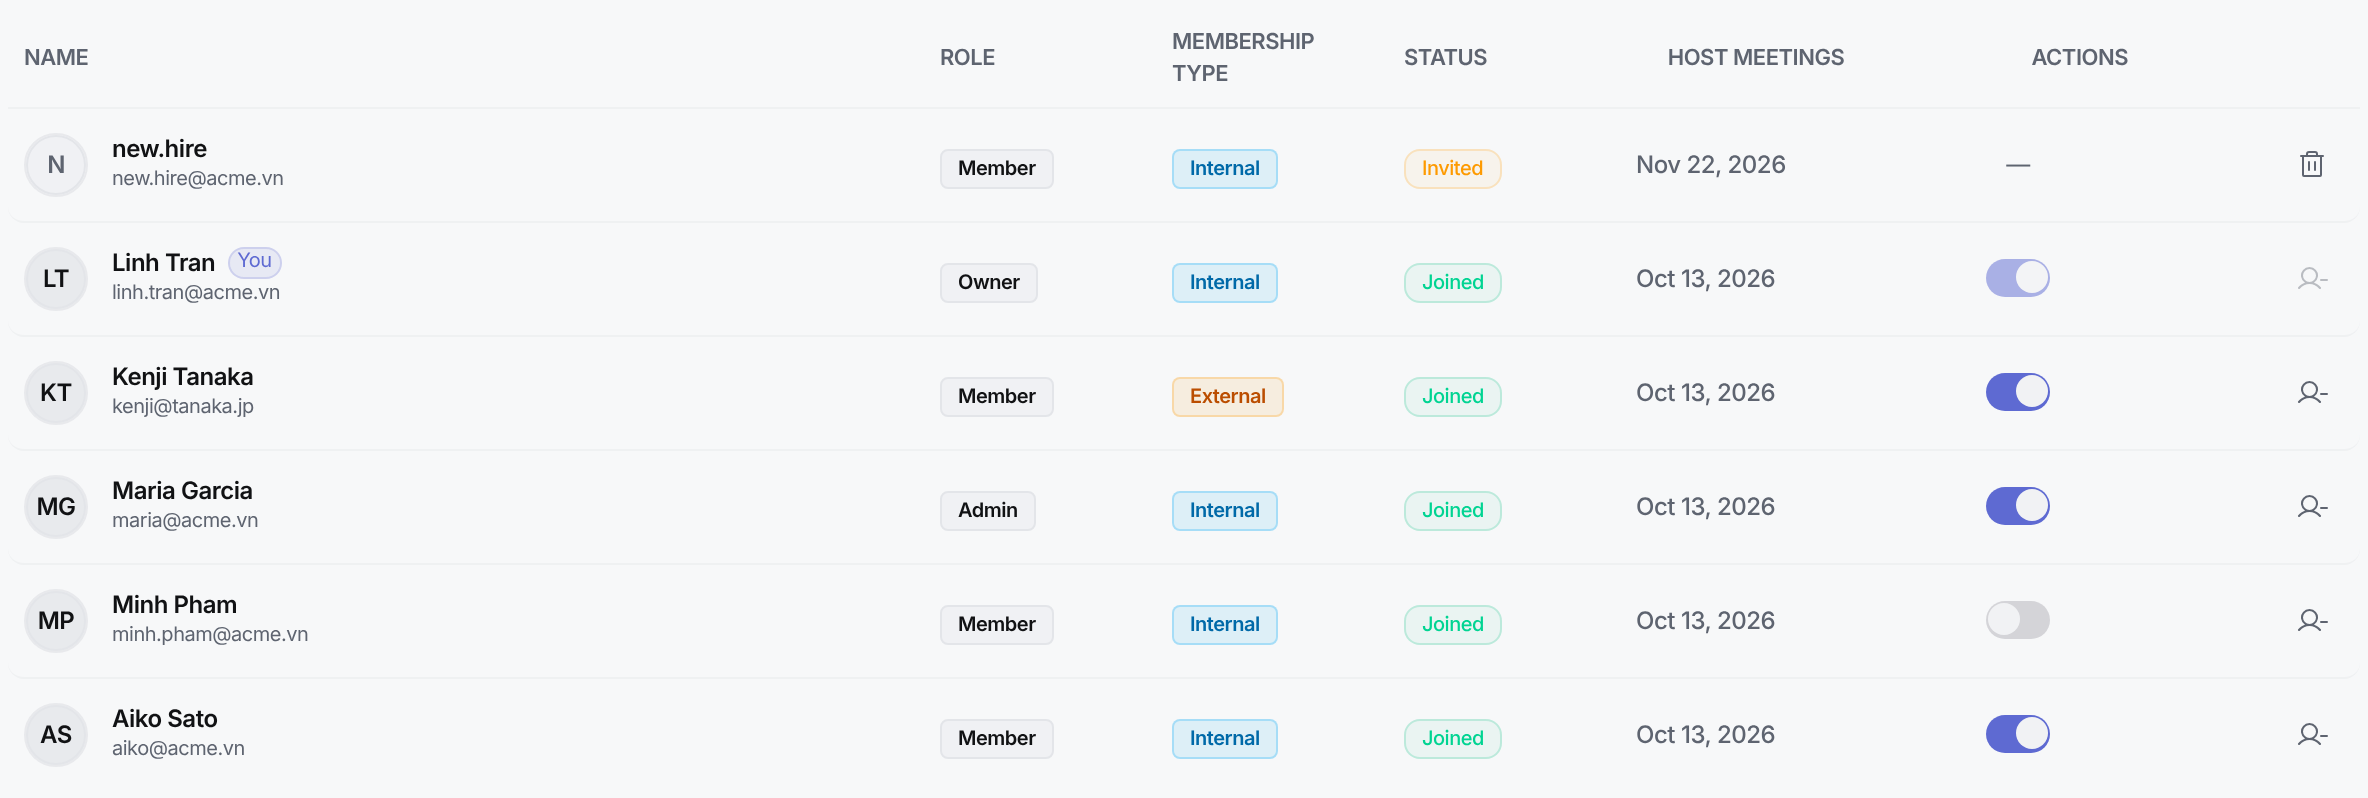 NAME ROLE MEMBERSHIP TYPE STATUS HOST MEETINGS ACTIONS
N new.hire Member Internal Invited Nov 22, 2026 —
new.hire@acme.vn
LT Linh Tran You Owner Internal Joined Oct 13, 2026
linh.tran@acme.vn
KT Kenji Tanaka Member External Joined Oct 13, 2026
kenji@tanaka.jp
MG Maria Garcia Admin Internal Joined Oct 13, 2026
maria@acme.vn
MP Minh Pham Member Internal Joined Oct 13, 2026
minh.pham@acme.vn
AS Aiko Sato Member Internal Joined Oct 13, 2026
aiko@acme.vn